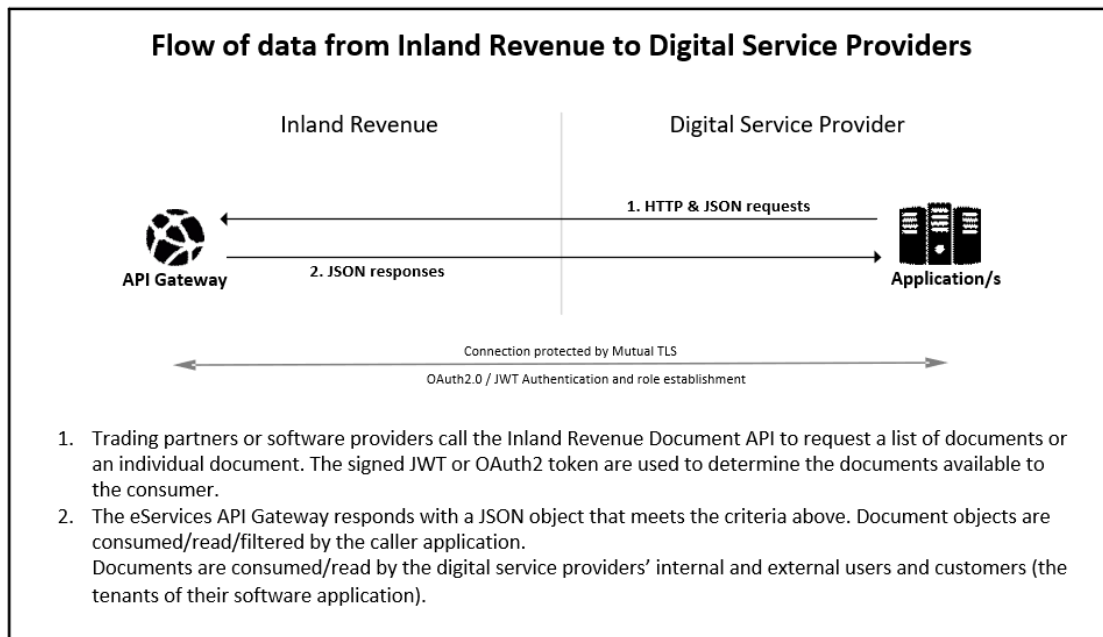 Flow of data from Inland Revenue to Digital Service Providers
Inland Revenue
Digital Service Provider
1. HTTP & JSON requests
API Gateway
2. JSON responses
Application/s
Connection protected by Mutual TLS
OAuth2.0 / JWT Authentication and role establishment
1. Trading partners or software providers call the Inland Revenue Document API to request a list of documents or
an individual document. The signed JWT or OAuth2 token are used to determine the documents available to
the consumer.
2. The eServices API Gateway responds with a JSON object that meets the criteria above. Document objects are
consumed/read/filtered by the caller application.
Documents are consumed/read by the digital service providers’ internal and external users and customers (the
tenants of their software application).